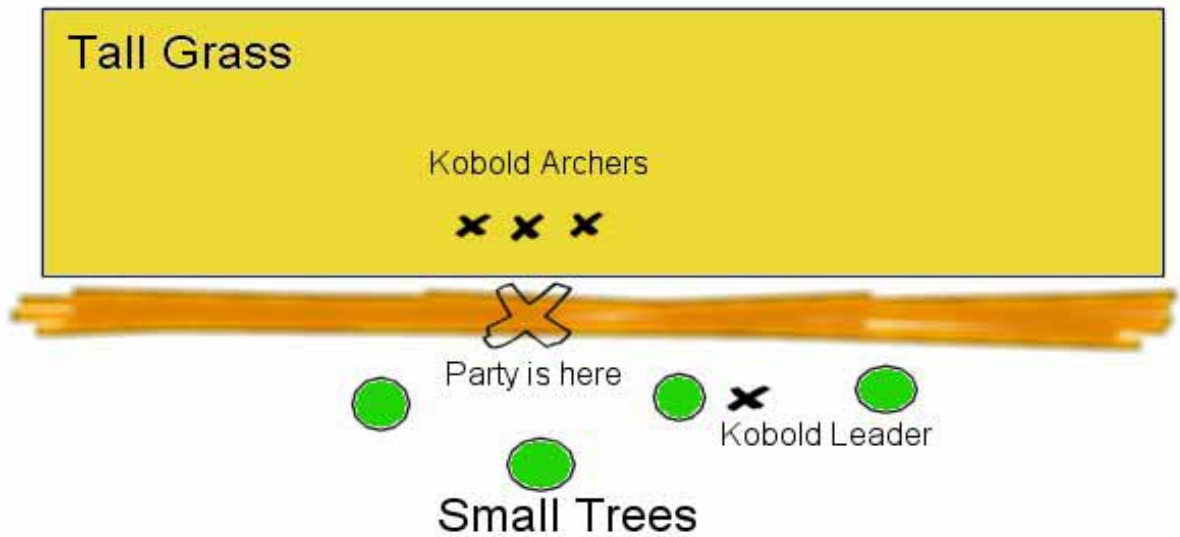 Tall Grass
Kobold Archers
Party is here
Kobold Leader
Small Trees